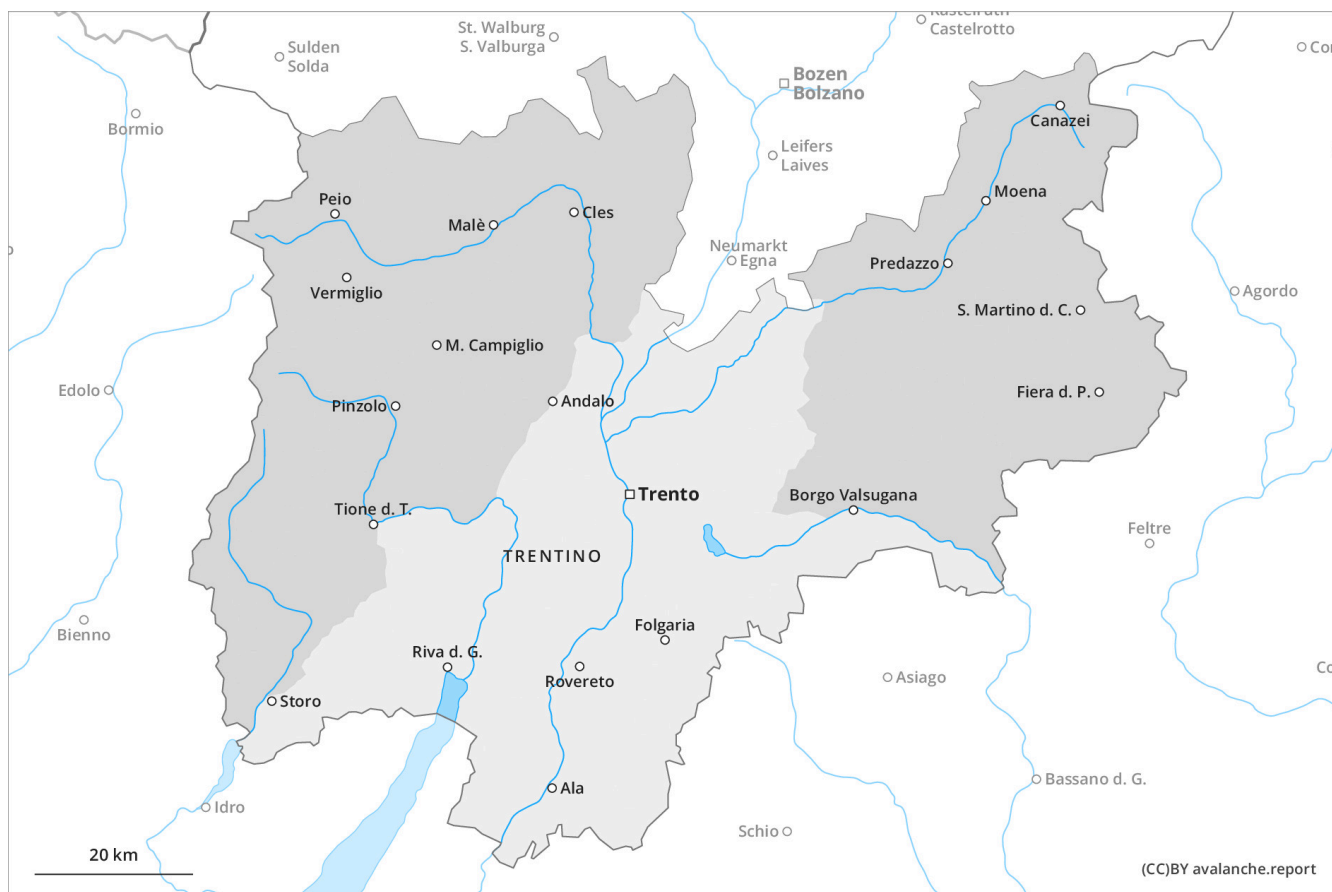 Kastelruth
Castelrotto
St. Walburg
S. Valburga
Sulden
Solda
Bozen
Bolzano
Bormio
Canazei
Leifers
Laives
Moena
Peio
Malè
Cles
Neumarkt
Egna
Predazzo
Vermiglio
Agordo
S. Martino d. C.
M. Campiglio
Edolo
Pinzolo
Andalo
Fiera d. P.
Trento
Borgo Valsugana
Tione d. T.
Feltre
TRENTINO
Bienno
Folgaria
Riva d. G.
Rovereto
Asiago
Storo
Bassano d. G.
Ala
Idro
Schio
20 km
(CC)BY avalanche.report